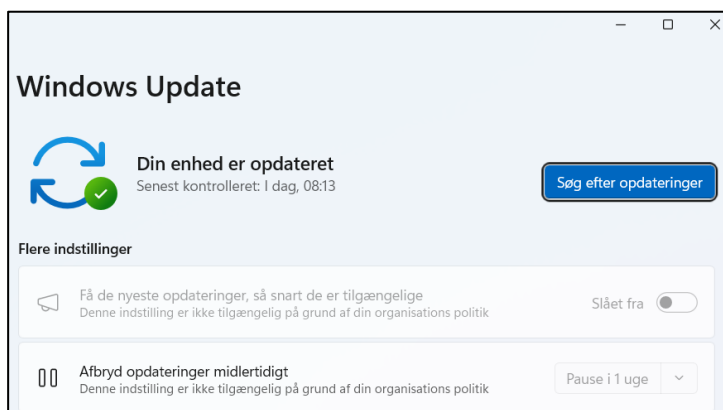 Windows Update
Din enhed er opdateret
Senest kontrolleret: I dag, 08:13
Søg efter opdateringer
Flere indstillinger
Få de nyeste opdateringer, så snart de er tilgængelige
Denne indstilling er ikke tilgængelig på grund af din organisations politik
Slået fra
Afbryd opdateringer midlertidigt
Denne indstilling er ikke tilgængelig på grund af din organisations politik
Pause i 1 uge